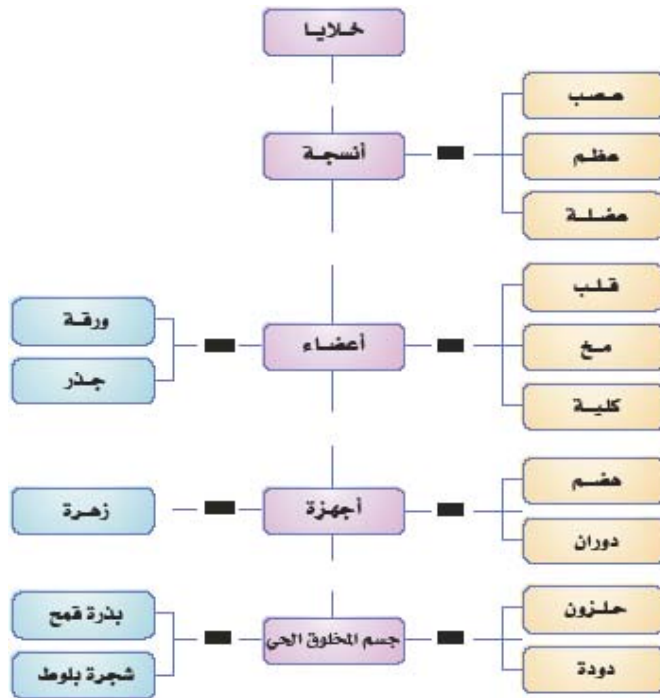 خلايا
أنسجة
عصب
عظم
عضلة
أعضاء
قلب
مخ
كلية
ورقة
جذر
أجهزة
هضم
دوران
زهرة
جسم المخلوق الحي
حلزون
دودة
بذرة قمح
شجرة بلوط